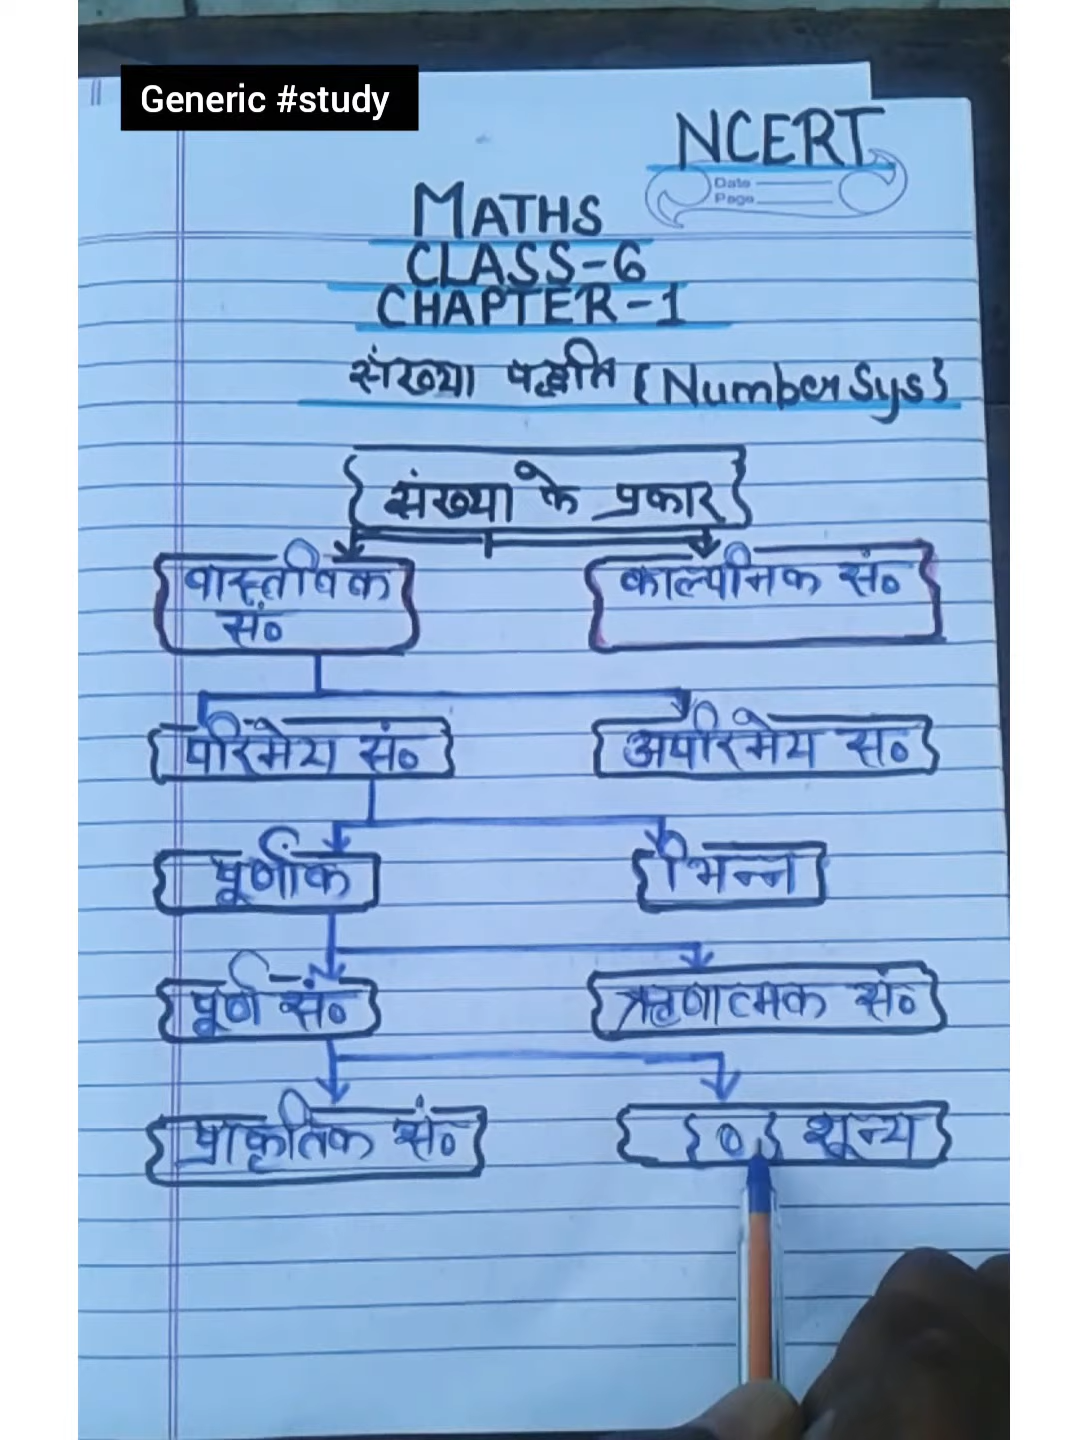 Generic #study
NCERT
Date
Page
MATHS
CLASS-6
CHAPTER-1
संख्या पद्धति {Number Sys}
संख्या के प्रकार
वास्तविक
सं०
काल्पनिक सं०
परिमेय सं०
अपरिमेय सं०
पूर्णांक
भिन्न
पूर्ण सं०
ऋणात्मक सं०
प्राकृतिक सं०
{0} शून्य